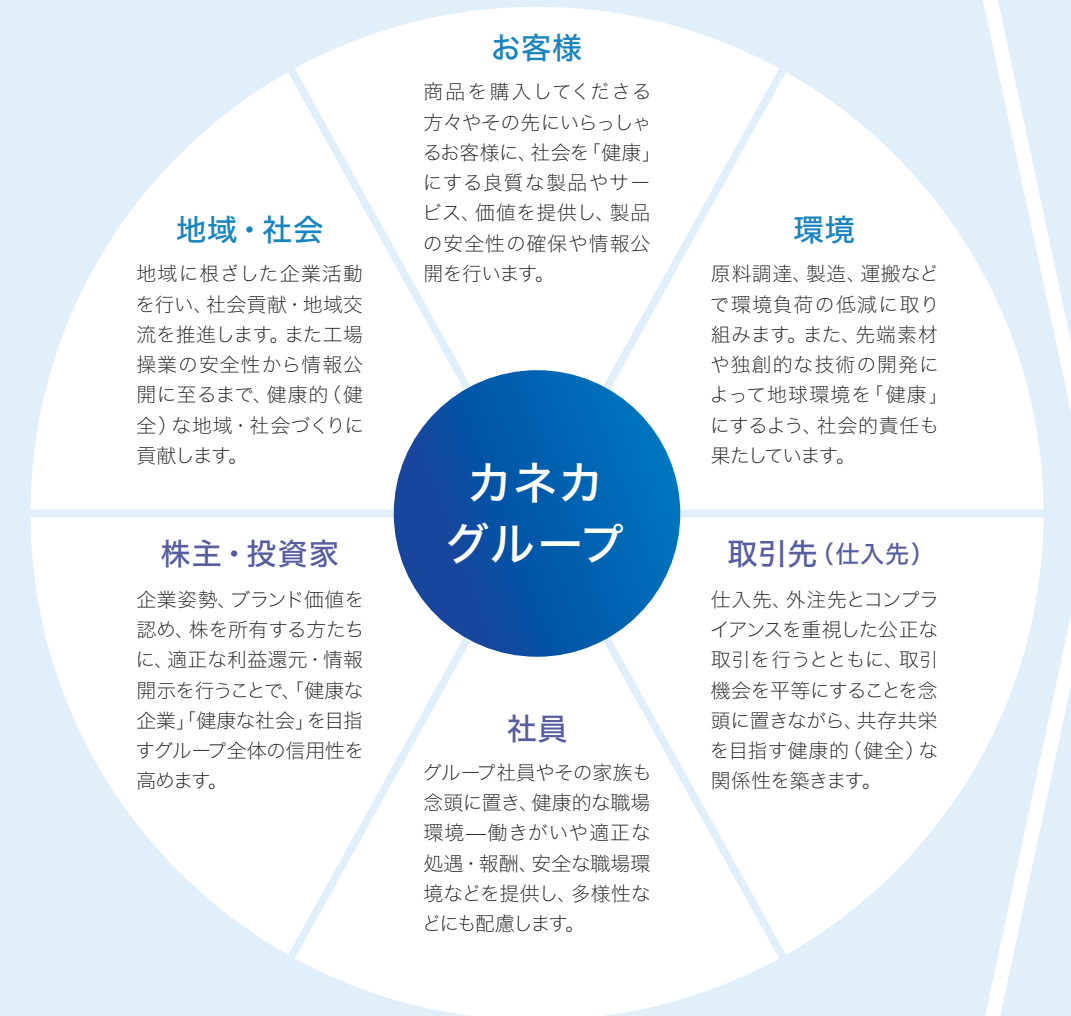 お客様
商品を購入してくださる
方々やその先にいらっしゃ
るお客様に、社会を「健康」
にする良質な製品やサー
ビス、価値を提供し、製品
の安全性の確保や情報公
開を行います。
環境
原料調達、製造、運搬など
で環境負荷の低減に取り
組みます。また、先端素材
や独創的な技術の開発に
よって地球環境を「健康」
にするよう、社会的責任も
果たしています。
取引先（仕入先）
仕入先、外注先とコンプラ
イアンスを重視した公正な
取引を行うとともに、取引
機会を平等にすることを念
頭に置きながら、共存共栄
を目指す健康的（健全）な
関係性を築きます。
社員
グループ社員やその家族も
念頭に置き、健康的な職場
環境―働きがいや適正な
処遇・報酬、安全な職場環
境などを提供し、多様性な
どにも配慮します。
株主・投資家
企業姿勢、ブランド価値を
認め、株を所有する方たち
に、適正な利益還元・情報
開示を行うことで、「健康な
企業」「健康な社会」を目指
すグループ全体の信用性を
高めます。
地域・社会
地域に根ざした企業活動
を行い、社会貢献・地域交
流を推進します。また工場
操業の安全性から情報公
開に至るまで、健康的（健
全）な地域・社会づくりに
貢献します。
カネカ
グループ